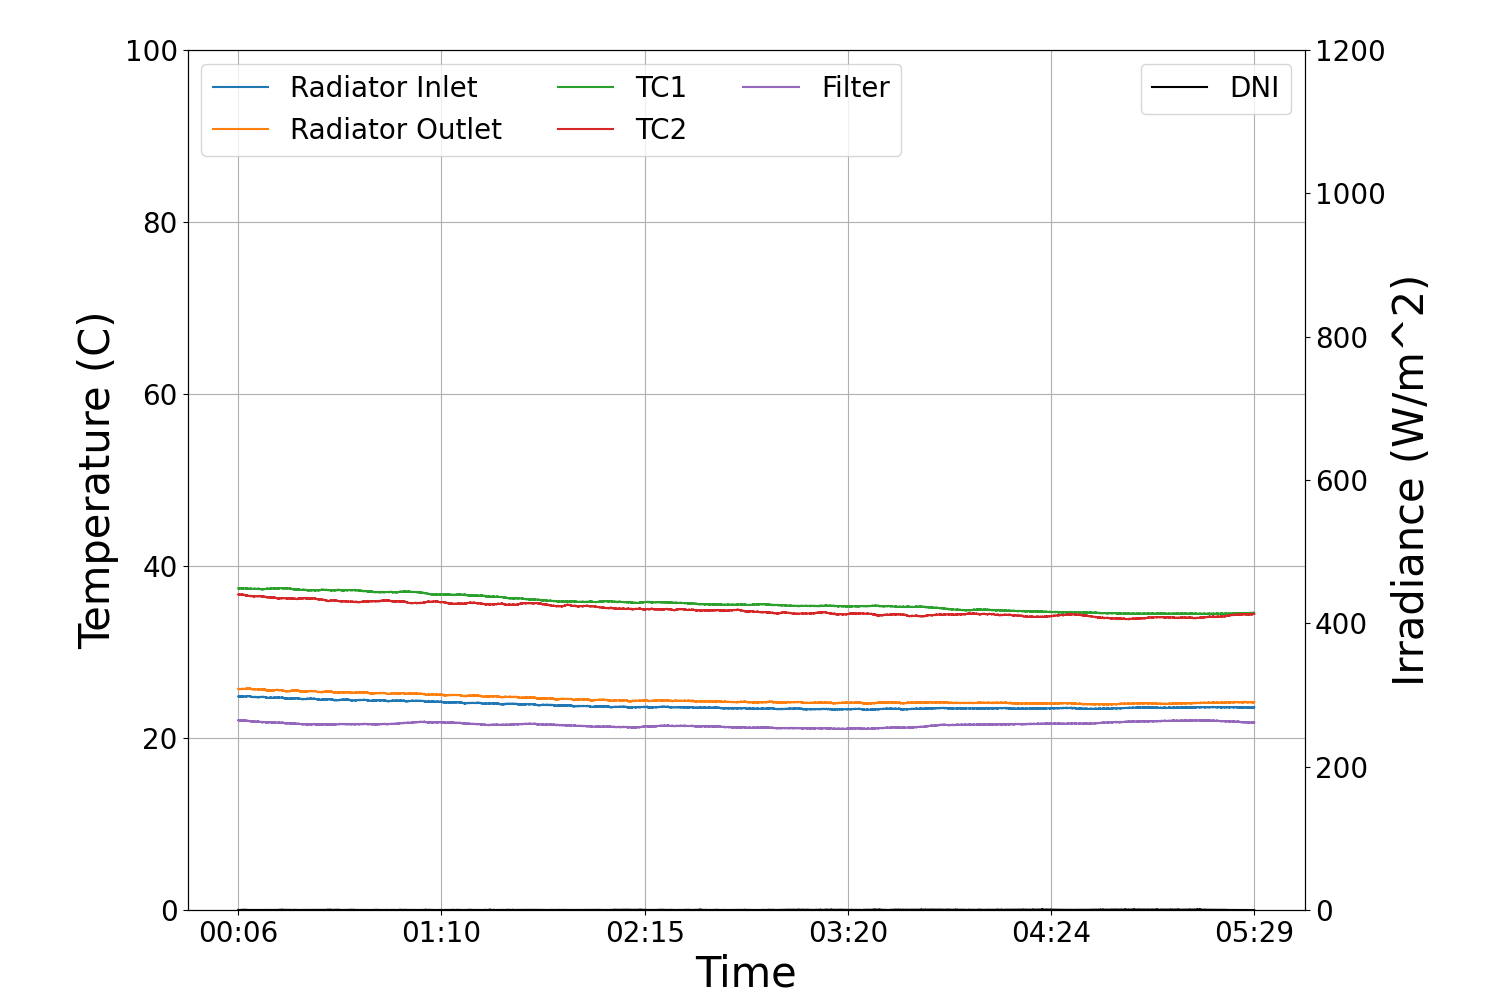 100
80
60
40
20
0
Temperature (C)
Radiator Inlet
Radiator Outlet
TC1
TC2
Filter
DNI
1200
1000
800
600
400
200
0
Irradiance (W/m^2)
00:06 01:10 02:15 03:20 04:24 05:29
Time